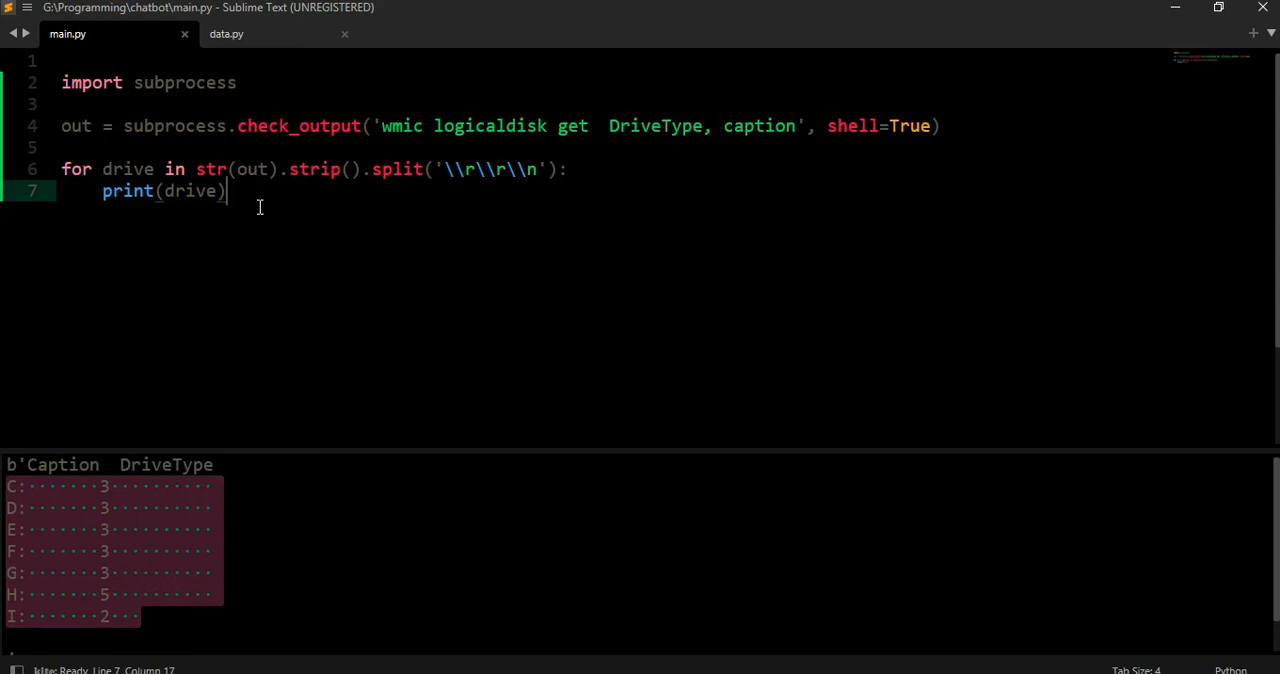 G:\Programming\chatbot\main.py - Sublime Text (UNREGISTERED)
main.py
data.py
1
2 import subprocess
3
4 out = subprocess.check_output('wmic logicaldisk get  DriveType, caption', shell=True)
5
6 for drive in str(out).strip().split('\\r\\r\\n'):
7     print(drive)
b'Caption  DriveType
C:·······3··········
D:·······3··········
E:·······3··········
F:·······3··········
G:·······3··········
H:·······5··········
I:·······2···
kite: Ready, Line 7, Column 17
Tab Size: 4
Python